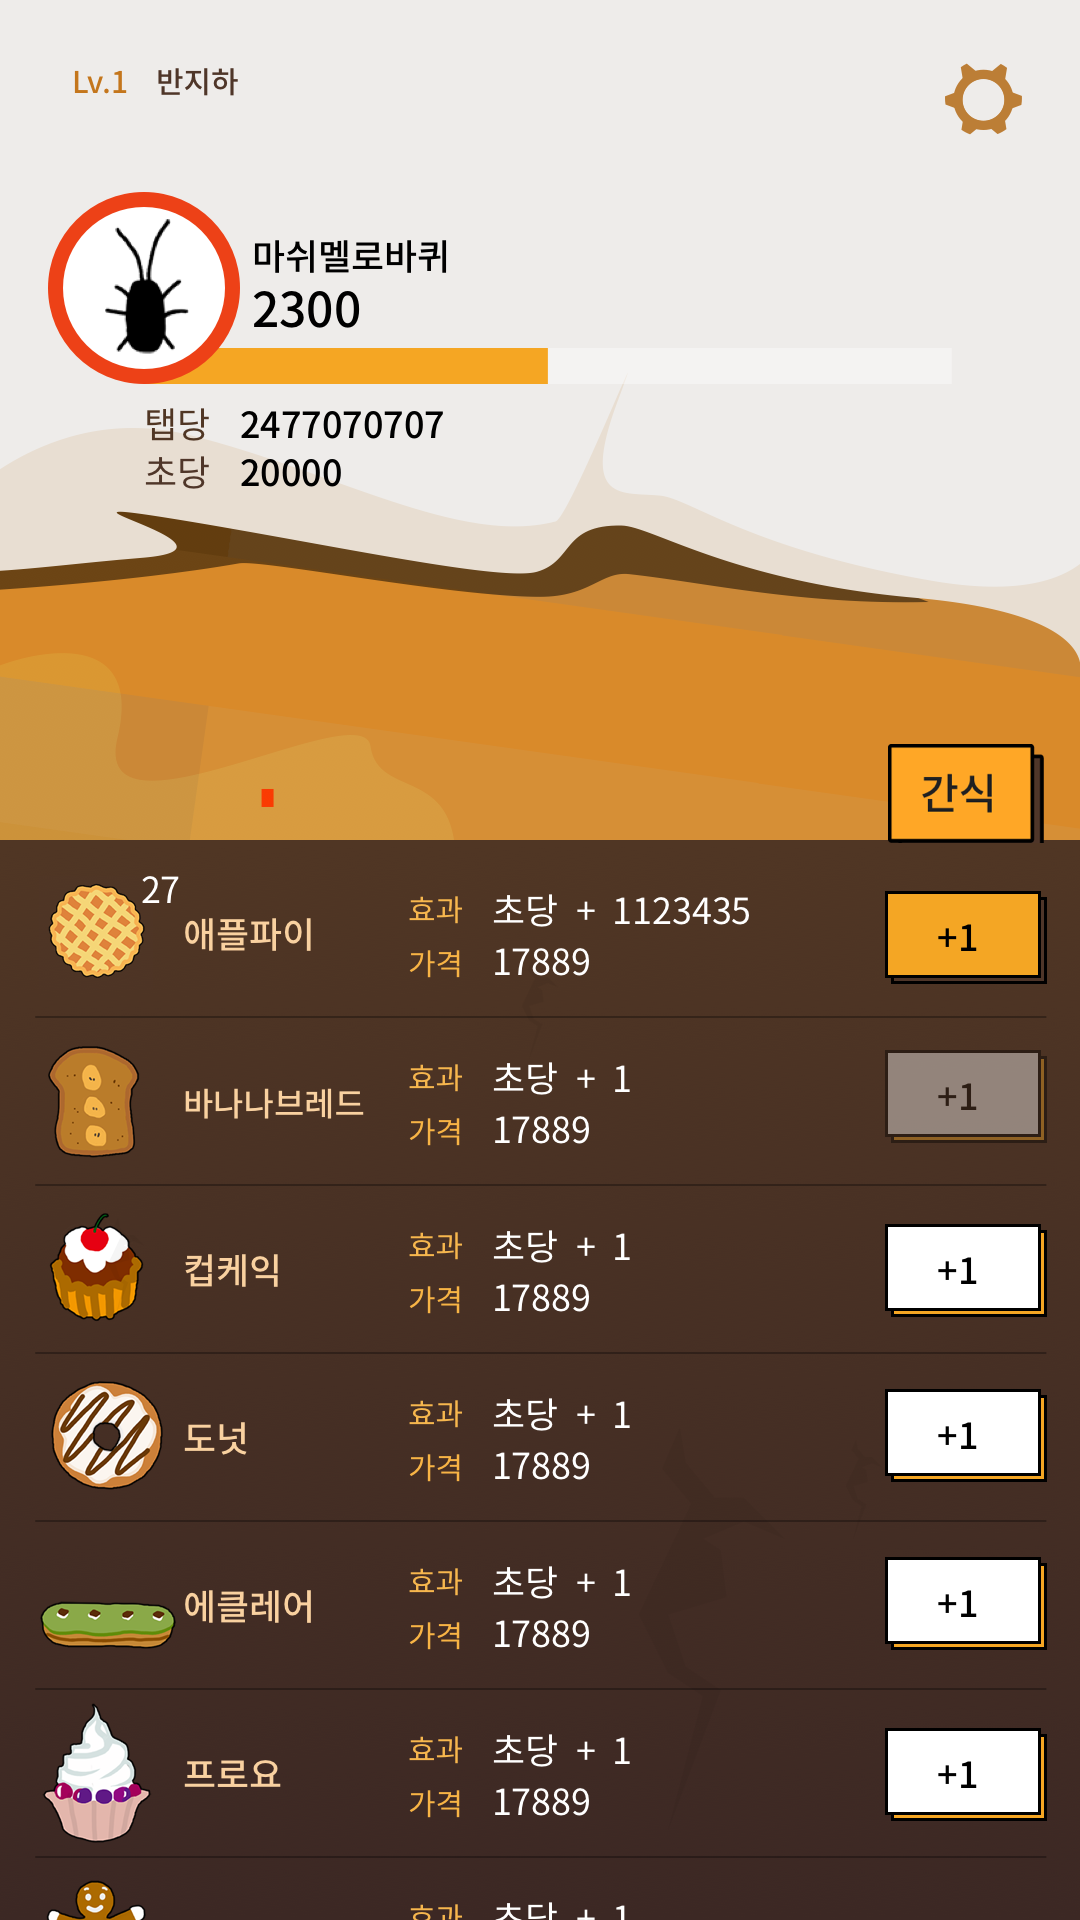 Lv.1 반지하
마쉬멜로바퀴
2300
탭당 2477070707
초당 20000
간식
27
애플파이
효과 초당 + 1123435
가격 17889
+1
바나나브레드
효과 초당 + 1
가격 17889
+1
컵케익
효과 초당 + 1
가격 17889
+1
도넛
효과 초당 + 1
가격 17889
+1
에클레어
효과 초당 + 1
가격 17889
+1
프로요
효과 초당 + 1
가격 17889
+1
효과 초당 + 1